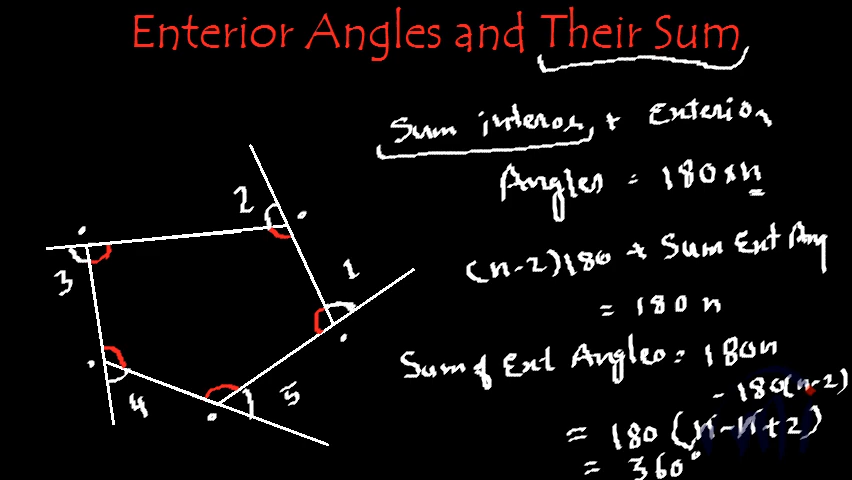 Enterior Angles and Their Sum
Sum interior + Exterior
Angles = 180 x n
(n-2)180 + Sum Ext Ang
= 180 n
Sum of Ext Angles = 180n
- 180(n-2)
= 180 (n-n+2)
= 360°
2
1
3
4
5